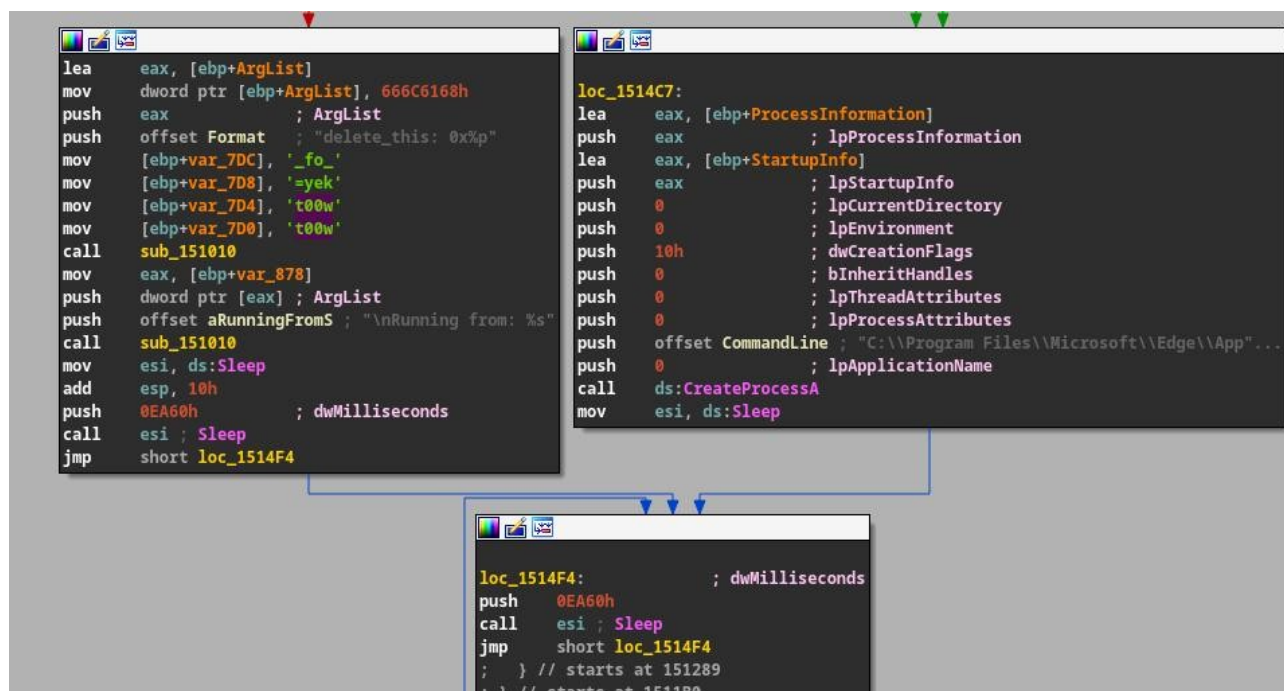 lea eax, [ebp+ArgList]
mov dword ptr [ebp+ArgList], 666C6168h
push eax ; ArgList
push offset Format ; "delete_this: 0x%p"
mov [ebp+var_7DC], '_fo_'
mov [ebp+var_7D8], '=yek'
mov [ebp+var_7D4], 't00w'
mov [ebp+var_7D0], 't00w'
call sub_151010
mov eax, [ebp+var_878]
push dword ptr [eax] ; ArgList
push offset aRunningFromS ; "\nRunning from: %s"
call sub_151010
mov esi, ds:Sleep
add esp, 10h
push 0EA60h ; dwMilliseconds
call esi ; Sleep
jmp short loc_1514F4
loc_1514C7:
lea eax, [ebp+ProcessInformation]
push eax ; lpProcessInformation
lea eax, [ebp+StartupInfo]
push eax ; lpStartupInfo
push 0 ; lpCurrentDirectory
push 0 ; lpEnvironment
push 10h ; dwCreationFlags
push 0 ; bInheritHandles
push 0 ; lpThreadAttributes
push 0 ; lpProcessAttributes
push offset CommandLine ; "C:\\Program Files\\Microsoft\\Edge\\App"...
push 0 ; lpApplicationName
call ds:CreateProcessA
mov esi, ds:Sleep
loc_1514F4: ; dwMilliseconds
push 0EA60h
call esi ; Sleep
jmp short loc_1514F4
; } // starts at 151289
; } // starts at 1511B0